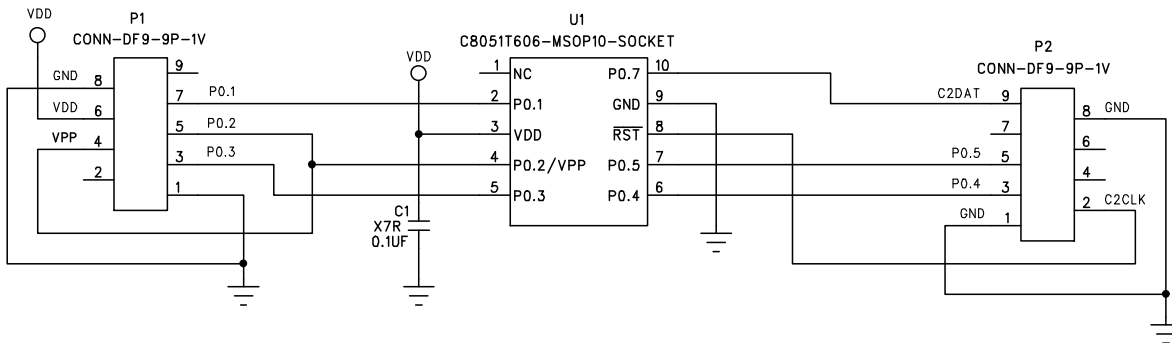 VDD
P1
CONN-DF9-9P-1V
GND 8
9
7 P0.1
VDD 6
5 P0.2
VPP 4
3 P0.3
2
1
VDD
C1
X7R
0.1UF
U1
C8051T606-MSOP10-SOCKET
1 NC P0.7 10
2 P0.1 GND 9
3 VDD RST 8
4 P0.2/VPP P0.5 7
5 P0.3 P0.4 6
P2
CONN-DF9-9P-1V
C2DAT 9
8 GND
7
6
P0.5 5
4
P0.4 3
2 C2CLK
GND 1